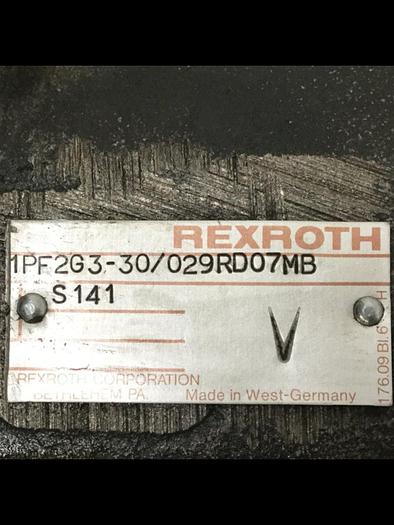 REXROTH
1PF2G3-30/029RD07MB
S141
V
REXROTH CORPORATION
BETHLEHEM PA.
Made in West-Germany
176.09 Bl.6